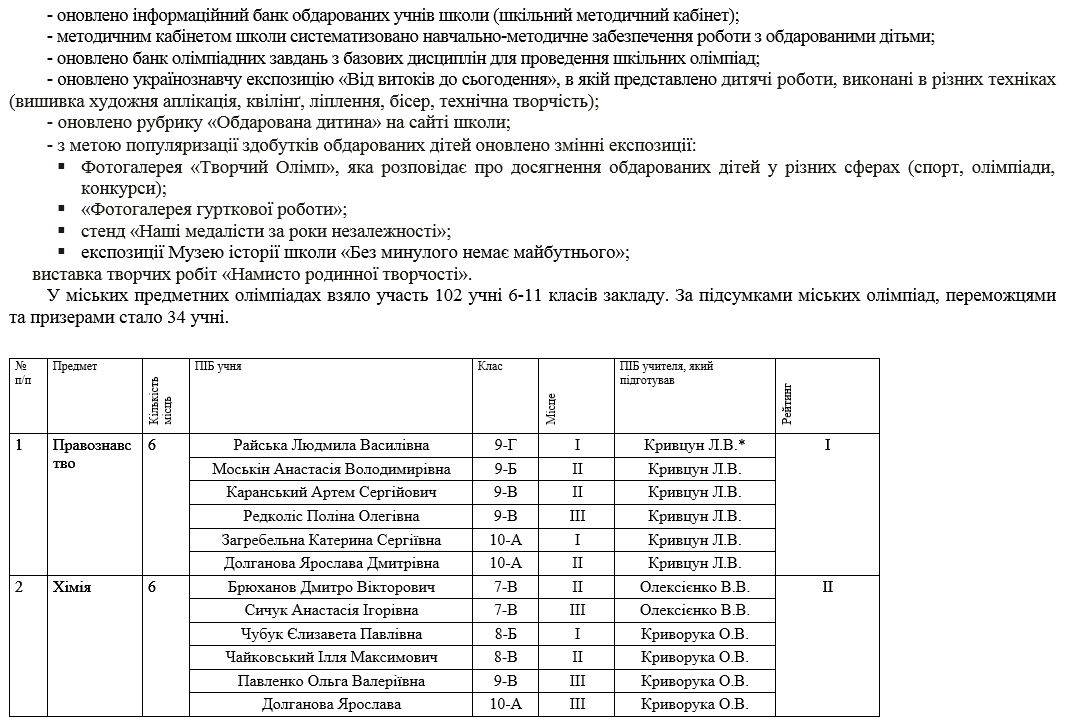 - оновлено інформаційний банк обдарованих учнів школи (шкільний методичний кабінет);
- методичним кабінетом школи систематизовано навчально-методичне забезпечення роботи з обдарованими дітьми;
- оновлено банк олімпіадних завдань з базових дисциплін для проведення шкільних олімпіад;
- оновлено українознавчу експозицію «Від витоків до сьогодення», в якій представлено дитячі роботи, виконані в різних техніках
(вишивка художня аплікація, квілінг, ліплення, бісер, технічна творчість);
- оновлено рубрику «Обдарована дитина» на сайті школи;
- з метою популяризації здобутків обдарованих дітей оновлено змінні експозиції:
▪ Фотогалерея «Творчий Олімп», яка розповідає про досягнення обдарованих дітей у різних сферах (спорт, олімпіади,
конкурси);
▪ «Фотогалерея гурткової роботи»;
▪ стенд «Наші медалісти за роки незалежності»;
▪ експозиції Музею історії школи «Без минулого немає майбутнього»;
виставка творчих робіт «Намисто родинної творчості».
У міських предметних олімпіадах взяло участь 102 учні 6-11 класів закладу. За підсумками міських олімпіад, переможцями
та призерами стало 34 учні.
№ п/п Предмет Кількість місць ПІБ учня Клас Місце ПІБ учителя, який підготував Рейтинг
1 Правознавство 6 Райська Людмила Василівна 9-Г І Кривцун Л.В.* І
Моськін Анастасія Володимирівна 9-Б ІІ Кривцун Л.В.
Каранський Артем Сергійович 9-В ІІ Кривцун Л.В.
Редколіс Поліна Олегівна 9-В ІІІ Кривцун Л.В.
Загребельна Катерина Сергіївна 10-А І Кривцун Л.В.
Долганова Ярослава Дмитрівна 10-А ІІ Кривцун Л.В.
2 Хімія 6 Брюханов Дмитро Вікторович 7-В ІІ Олексієнко В.В. ІІ
Сичук Анастасія Ігорівна 7-В ІІІ Олексієнко В.В.
Чубук Єлизавета Павлівна 8-Б І Криворука О.В.
Чайковський Ілля Максимович 8-В ІІ Криворука О.В.
Павленко Ольга Валеріївна 9-В ІІІ Криворука О.В.
Долганова Ярослава 10-А ІІІ Криворука О.В.